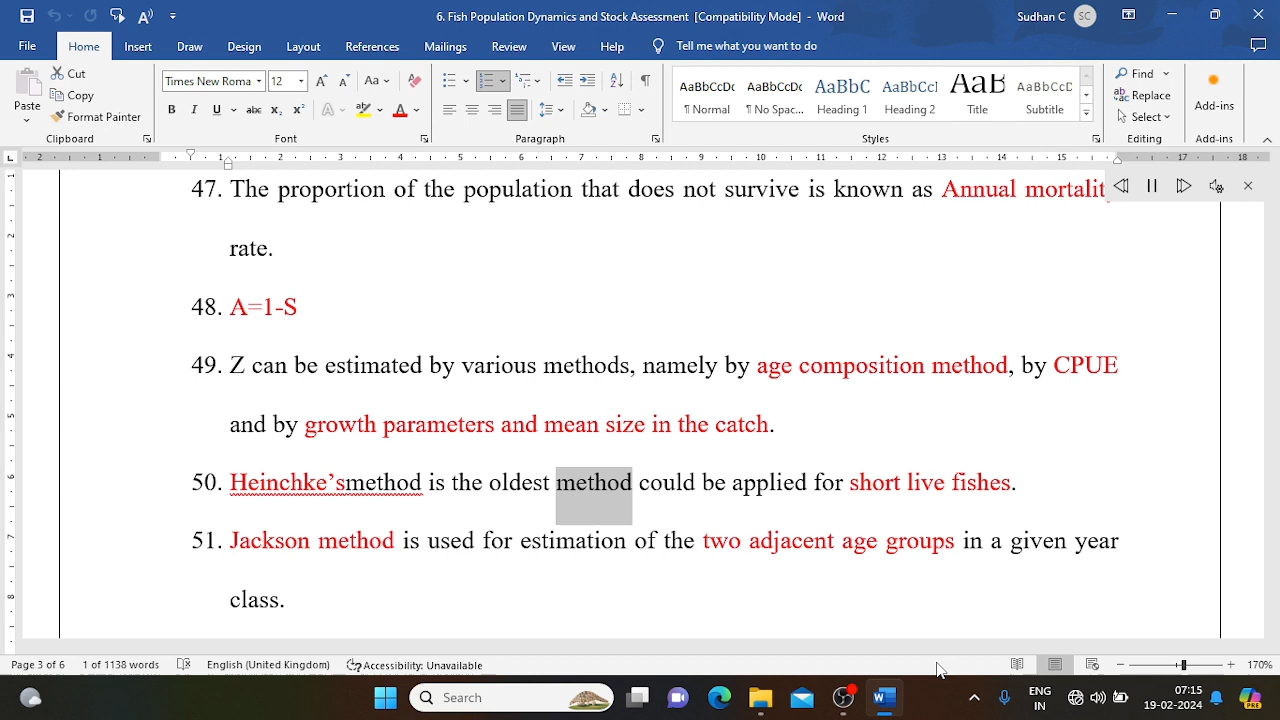 6. Fish Population Dynamics and Stock Assessment [Compatibility Mode] - Word
Sudhan C SC
File Home Insert Draw Design Layout References Mailings Review View Help Tell me what you want to do
Paste Cut Copy Format Painter
Times New Roma 12
AaBbCcDc AaBbCcDc AaBbC AaBbCcI AaB AaBbCcD
¶ Normal ¶ No Spac... Heading 1 Heading 2 Title Subtitle
Find Replace Select Add-ins
Clipboard Font Paragraph Styles Editing Add-ins
47. The proportion of the population that does not survive is known as Annual mortality
rate.
48. A=1-S
49. Z can be estimated by various methods, namely by age composition method, by CPUE
and by growth parameters and mean size in the catch.
50. Heinchke’smethod is the oldest method could be applied for short live fishes.
51. Jackson method is used for estimation of the two adjacent age groups in a given year
class.
Page 3 of 6 1 of 1138 words English (United Kingdom) Accessibility: Unavailable 170%
Search ENG IN 07:15 13-02-2024